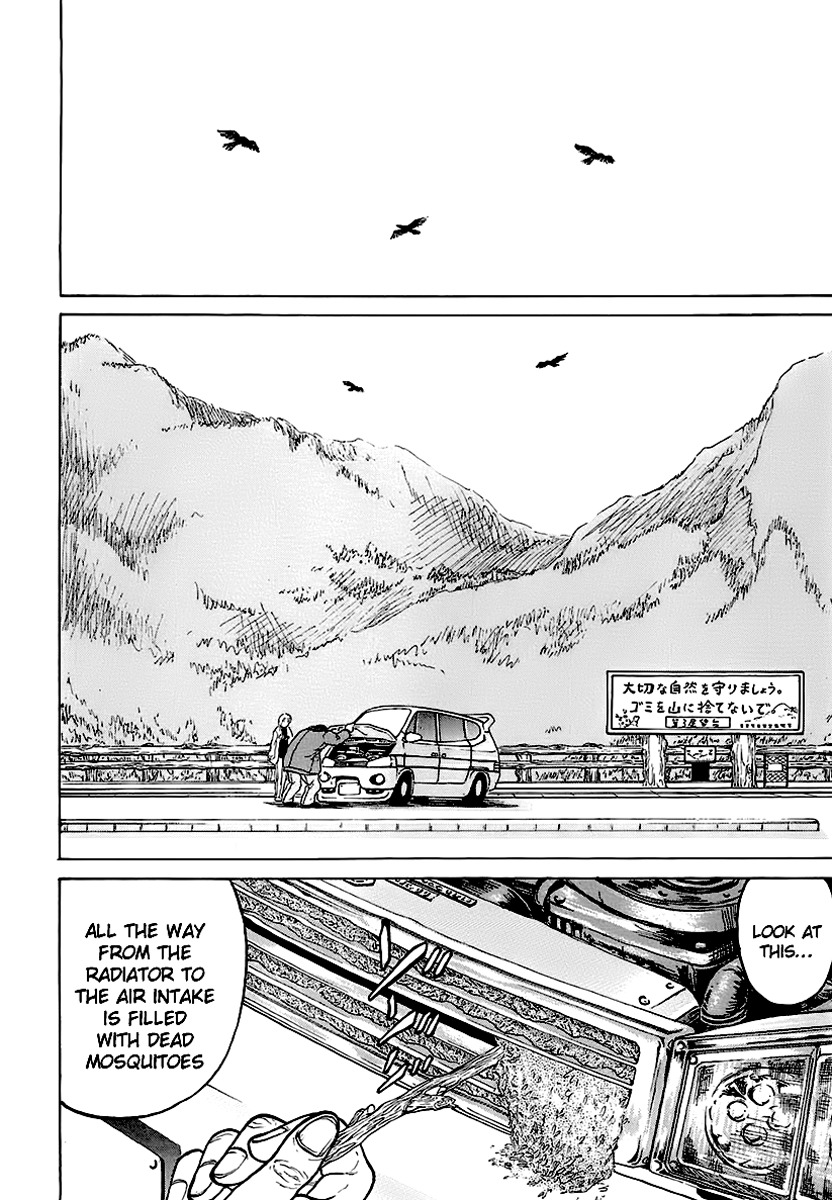 大切な自然を守りましょう。
ゴミを山に捨てないで。
LOOK AT
THIS...
ALL THE WAY
FROM THE
RADIATOR TO
THE AIR INTAKE
IS FILLED
WITH DEAD
MOSQUITOES